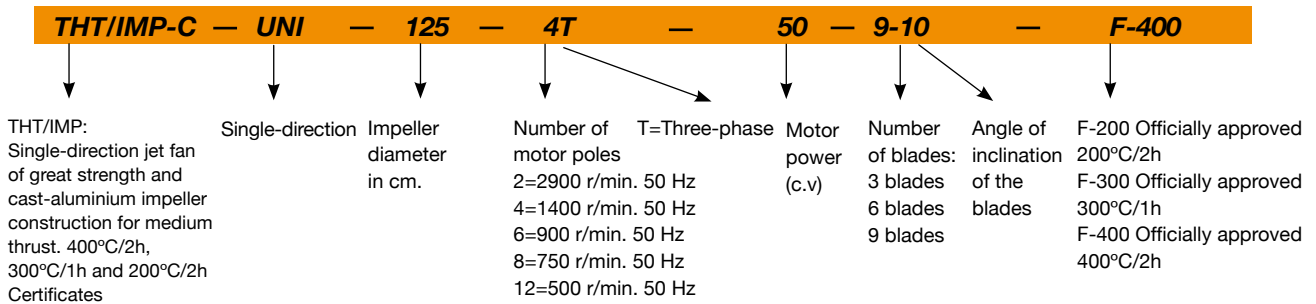 THT/IMP-C — UNI — 125 — 4T — 50 — 9-10 — F-400
THT/IMP:
Single-direction jet fan
of great strength and
cast-aluminium impeller
construction for medium
thrust. 400ºC/2h,
300ºC/1h and 200ºC/2h
Certificates
Single-direction
Impeller
diameter
in cm.
Number of
motor poles
2=2900 r/min. 50 Hz
4=1400 r/min. 50 Hz
6=900 r/min. 50 Hz
8=750 r/min. 50 Hz
12=500 r/min. 50 Hz
T=Three-phase
Motor
power
(c.v)
Number
of blades:
3 blades
6 blades
9 blades
Angle of
inclination
of the
blades
F-200 Officially approved
200ºC/2h
F-300 Officially approved
300ºC/1h
F-400 Officially approved
400ºC/2h